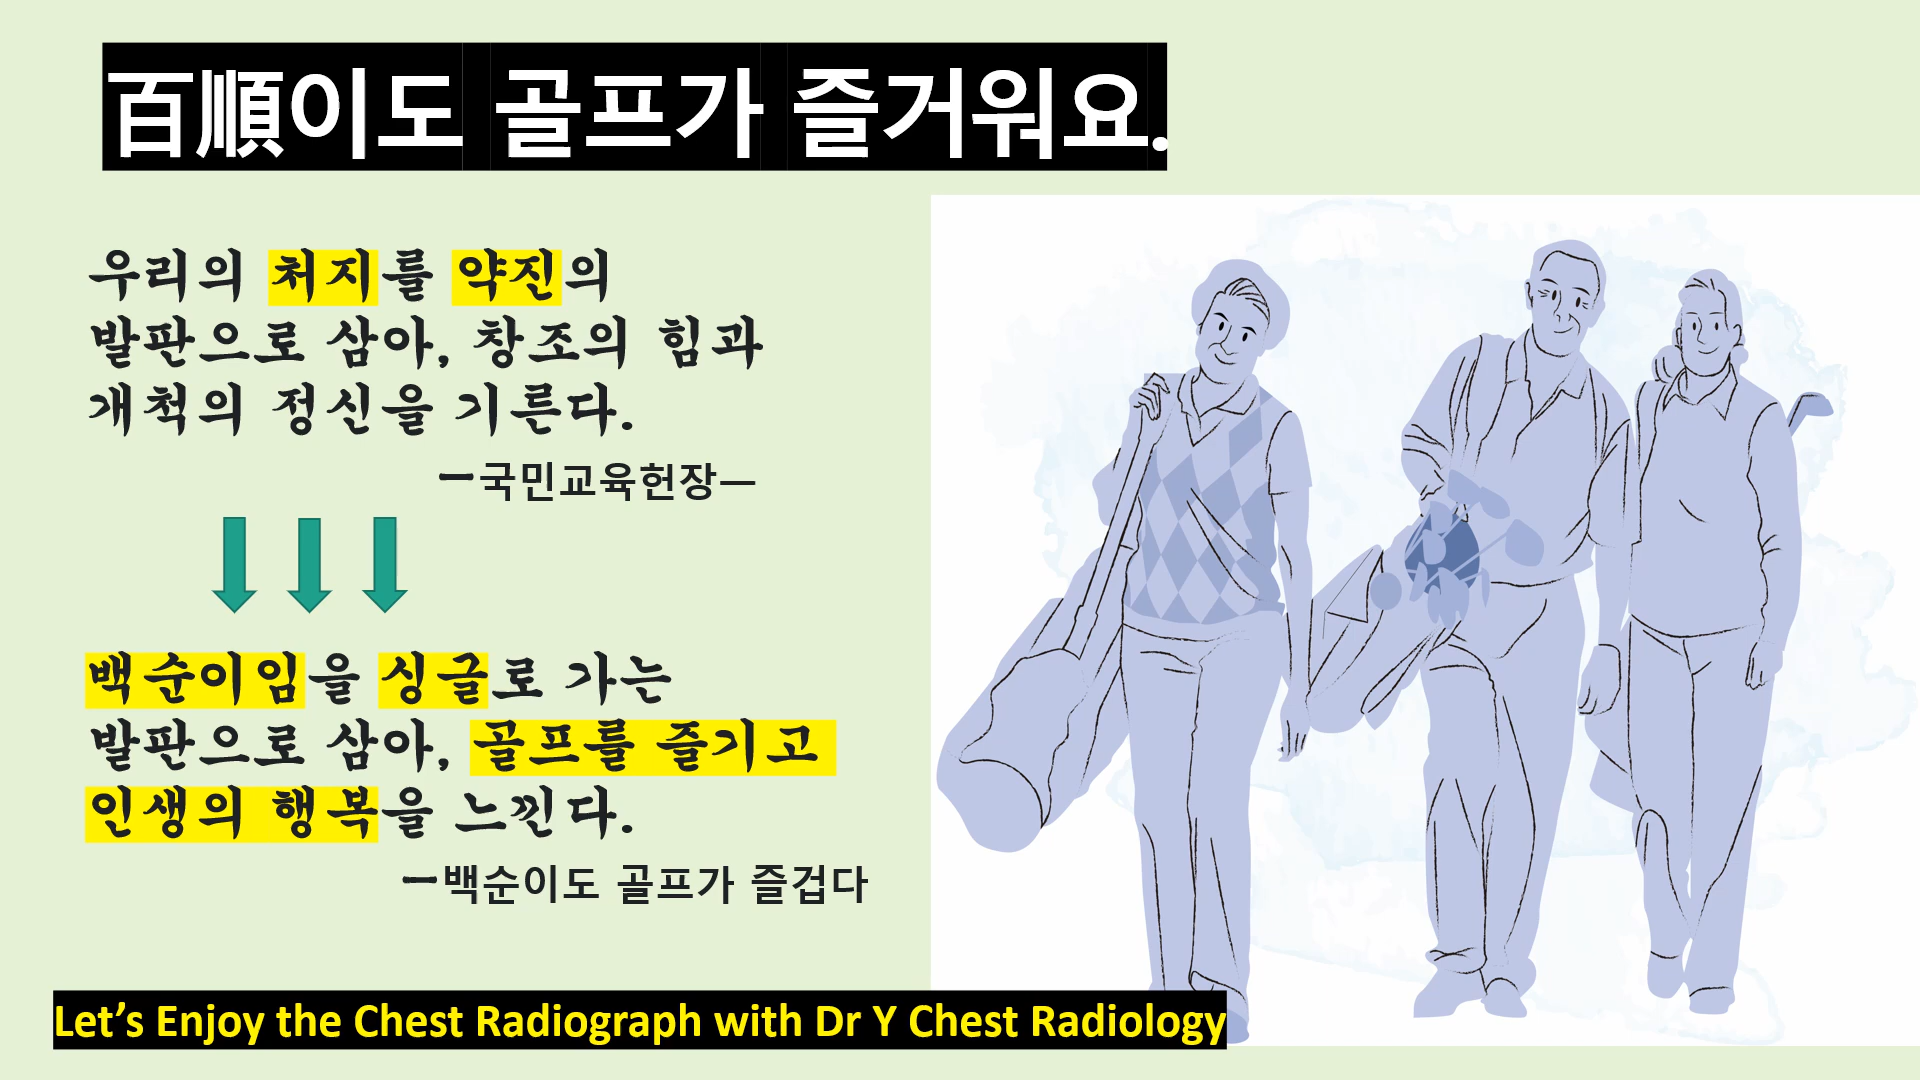 百順이도 골프가 즐거워요.
우리의 처지를 약진의
발판으로 삼아, 창조의 힘과
개척의 정신을 기른다.
ー국민교육헌장—
백순이임을 싱글로 가는
발판으로 삼아, 골프를 즐기고
인생의 행복을 느낀다.
ー백순이도 골프가 즐겁다
Let’s Enjoy the Chest Radiograph with Dr Y Chest Radiology